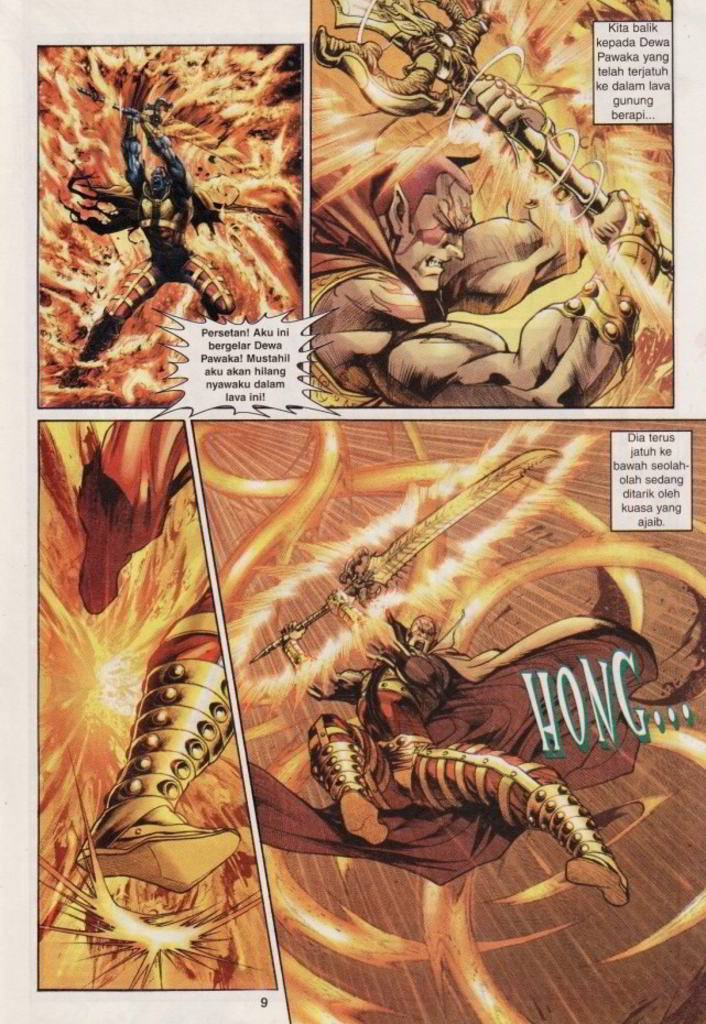 Kita balik
kepada Dewa
Pawaka yang
telah terjatuh
ke dalam lava
gunung
berapi...
Persetan! Aku ini
bergelar Dewa
Pawaka! Mustahil
aku akan hilang
nyawaku dalam
lava ini!
Dia terus
jatuh ke
bawah seolah-
olah sedang
ditarik oleh
kuasa yang
ajaib.
HONG...
9